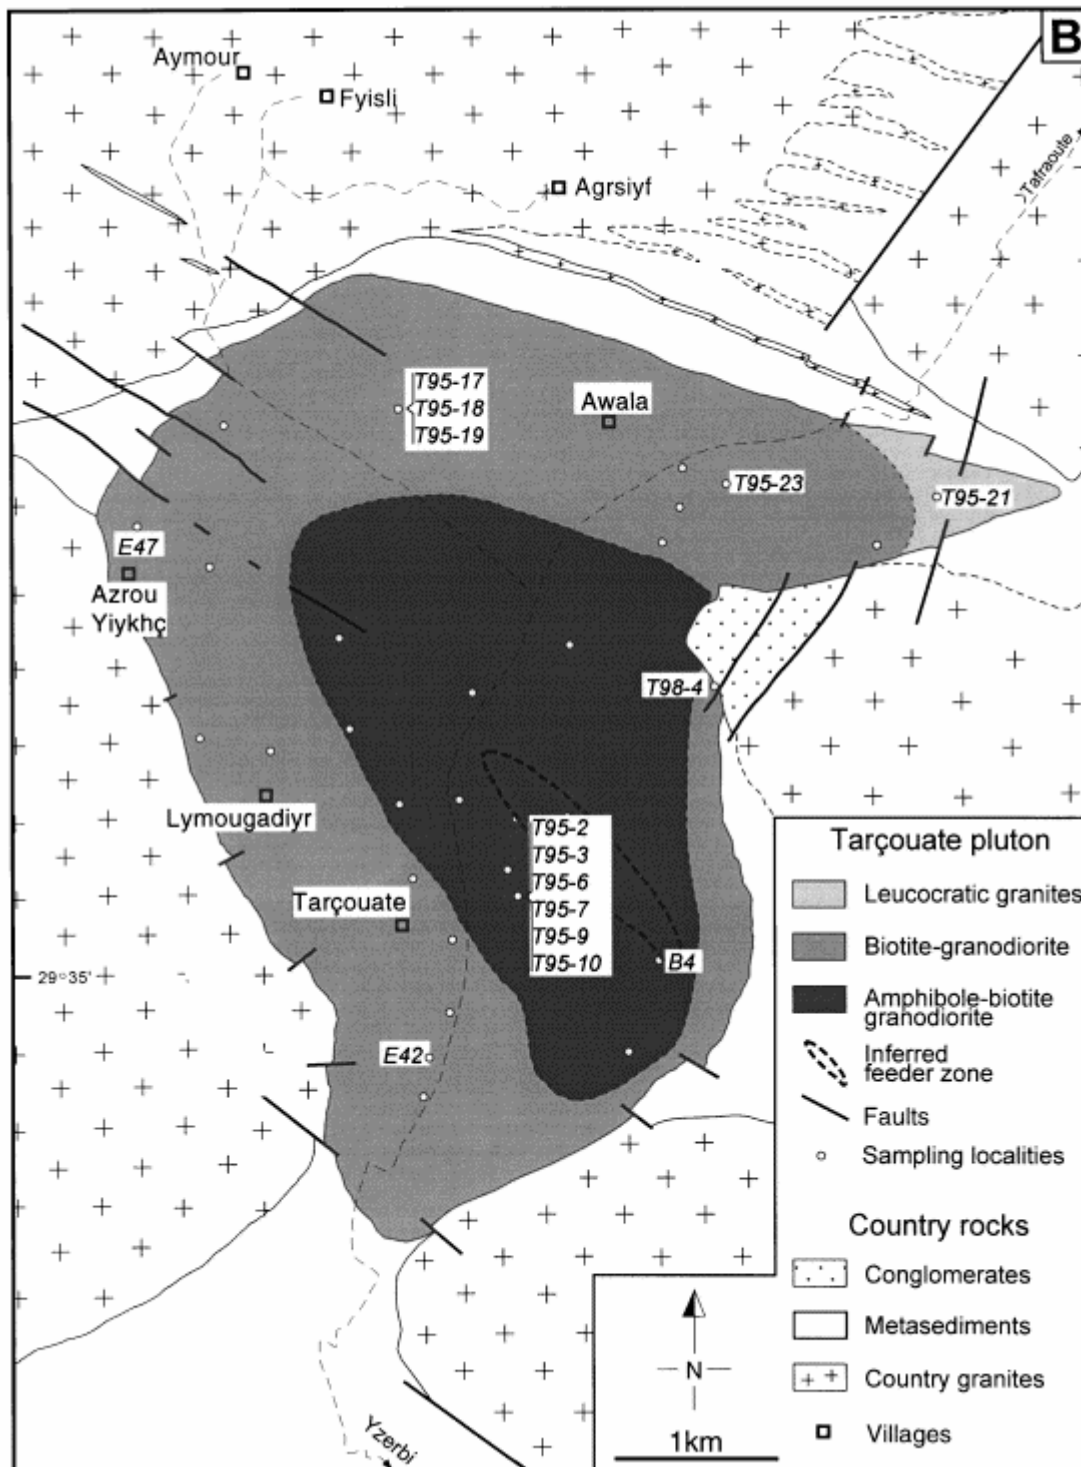 B
Aymour
Fyisli
Agrsiyf
Tafraoute
T95-17
T95-18
T95-19
Awala
T95-23
T95-21
E47
Azrou
Yiykhç
T98-4
Lymougadiyr
T95-2
T95-3
T95-6
T95-7
T95-9
T95-10
Tarçouate
B4
29°35'
E42
Yzerbi
Tarçouate pluton
Leucocratic granites
Biotite-granodiorite
Amphibole-biotite
granodiorite
Inferred
feeder zone
Faults
Sampling localities
Country rocks
Conglomerates
Metasediments
Country granites
Villages
N
1km